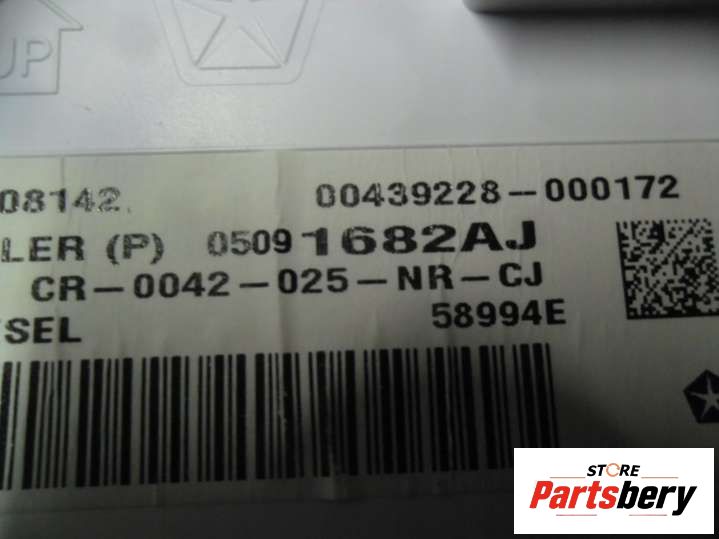 UP
08142. 00439228-000172
LER (P) 05091682AJ
CR-0042-025-NR-CJ
SEL 58994E
STORE
Partsbery